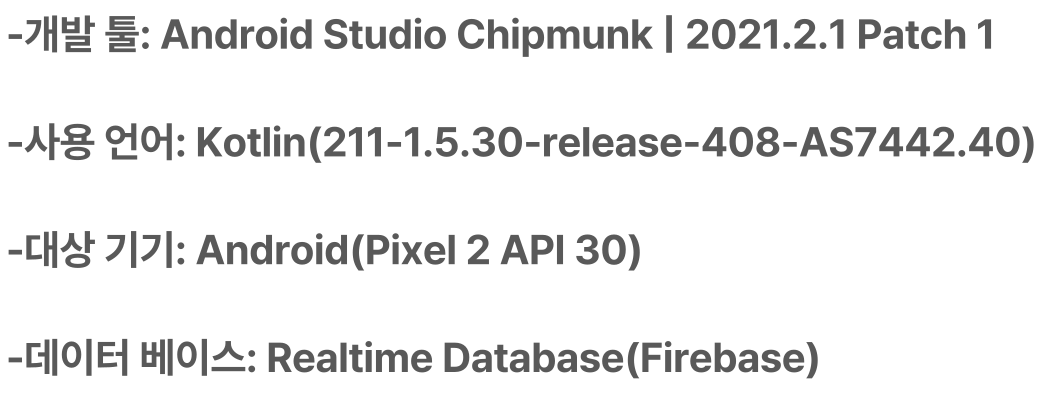 -개발 툴: Android Studio Chipmunk | 2021.2.1 Patch 1
-사용 언어: Kotlin(211-1.5.30-release-408-AS7442.40)
-대상 기기: Android(Pixel 2 API 30)
-데이터 베이스: Realtime Database(Firebase)